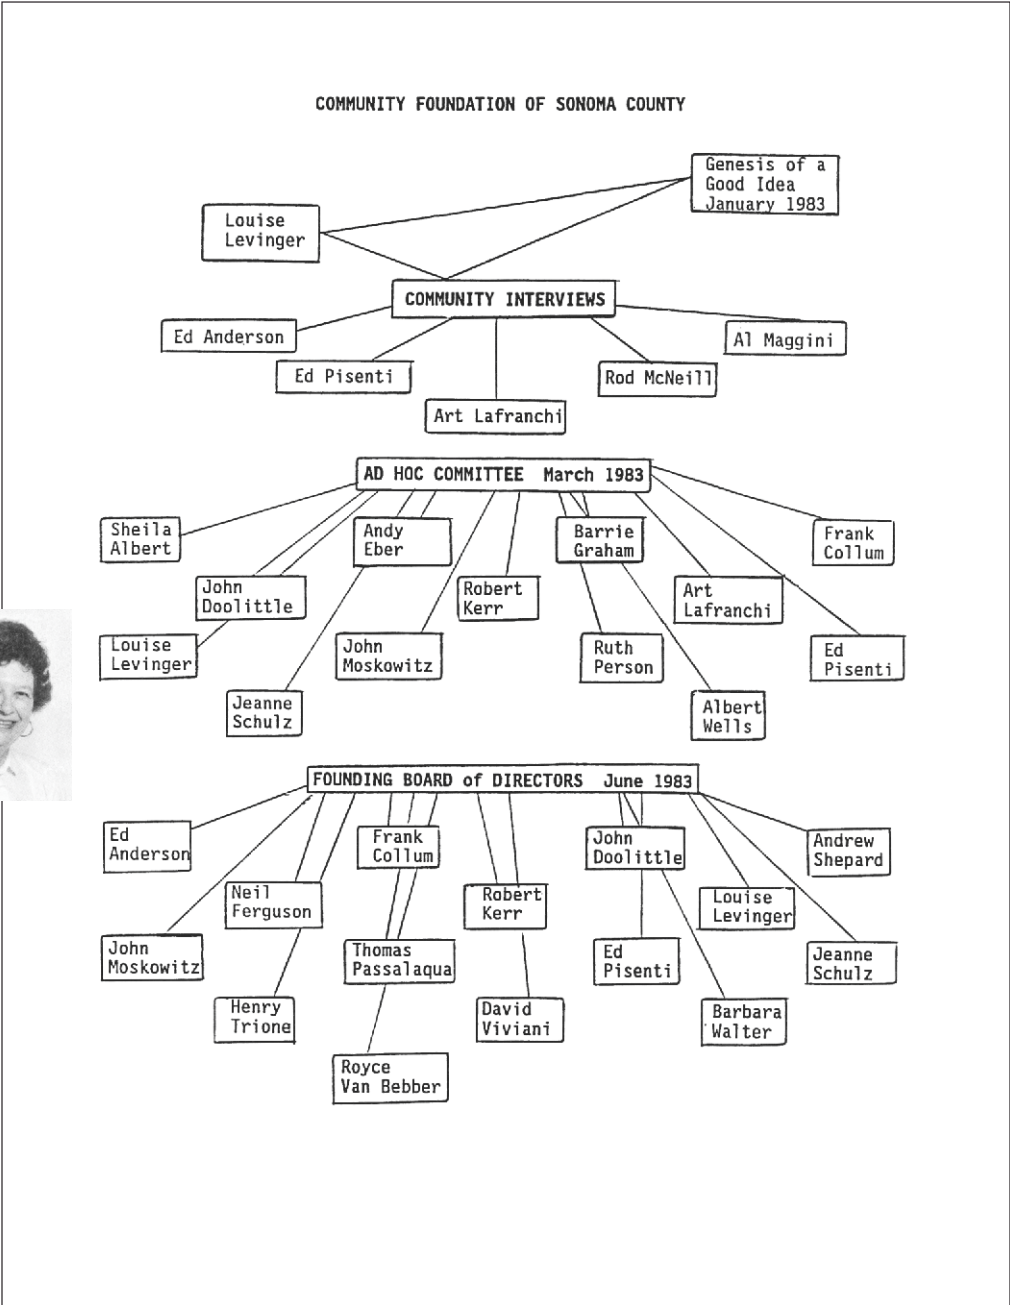 COMMUNITY FOUNDATION OF SONOMA COUNTY
Genesis of a
Good Idea
January 1983
Louise
Levinger
COMMUNITY INTERVIEWS
Ed Anderson
Al Maggini
Ed Pisenti
Rod McNeill
Art Lafranchi
AD HOC COMMITTEE March 1983
Sheila
Albert
Andy
Eber
Barrie
Graham
Frank
Collum
John
Doolittle
Robert
Kerr
Art
Lafranchi
Louise
Levinger
John
Moskowitz
Ruth
Person
Ed
Pisenti
Jeanne
Schulz
Albert
Wells
FOUNDING BOARD of DIRECTORS June 1983
Ed
Anderson
Frank
Collum
John
Doolittle
Andrew
Shepard
Neil
Ferguson
Robert
Kerr
Louise
Levinger
John
Moskowitz
Thomas
Passalaqua
Ed
Pisenti
Jeanne
Schulz
Henry
Trione
David
Viviani
Barbara
Walter
Royce
Van Bebber